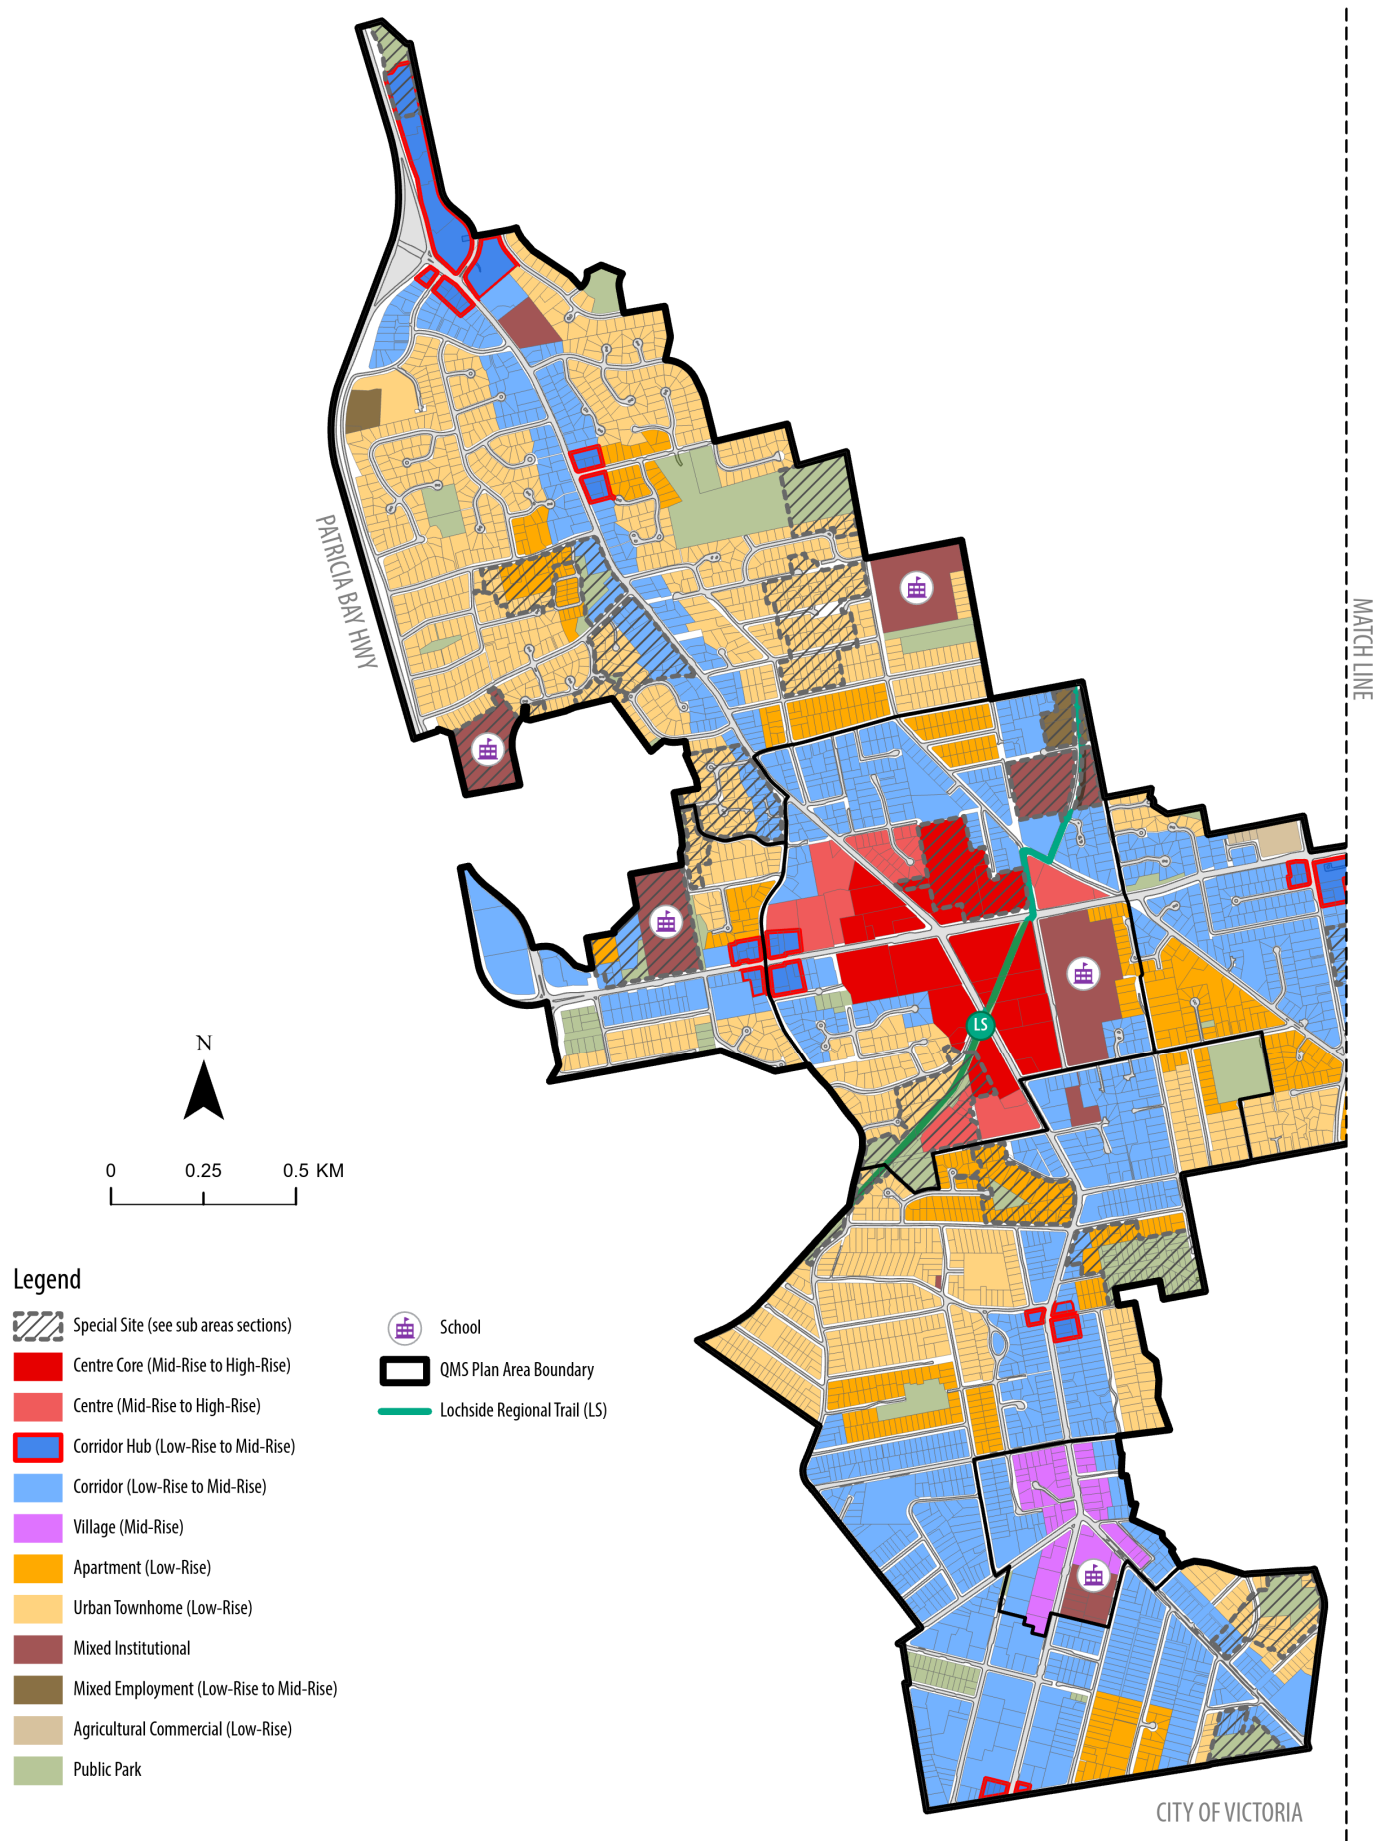 PATRICIA BAY HWY
MATCH LINE
LS
N
0 0.25 0.5 KM
Legend
Special Site (see sub areas sections)
Centre Core (Mid-Rise to High-Rise)
Centre (Mid-Rise to High-Rise)
Corridor Hub (Low-Rise to Mid-Rise)
Corridor (Low-Rise to Mid-Rise)
Village (Mid-Rise)
Apartment (Low-Rise)
Urban Townhome (Low-Rise)
Mixed Institutional
Mixed Employment (Low-Rise to Mid-Rise)
Agricultural Commercial (Low-Rise)
Public Park
School
QMS Plan Area Boundary
Lochside Regional Trail (LS)
CITY OF VICTORIA